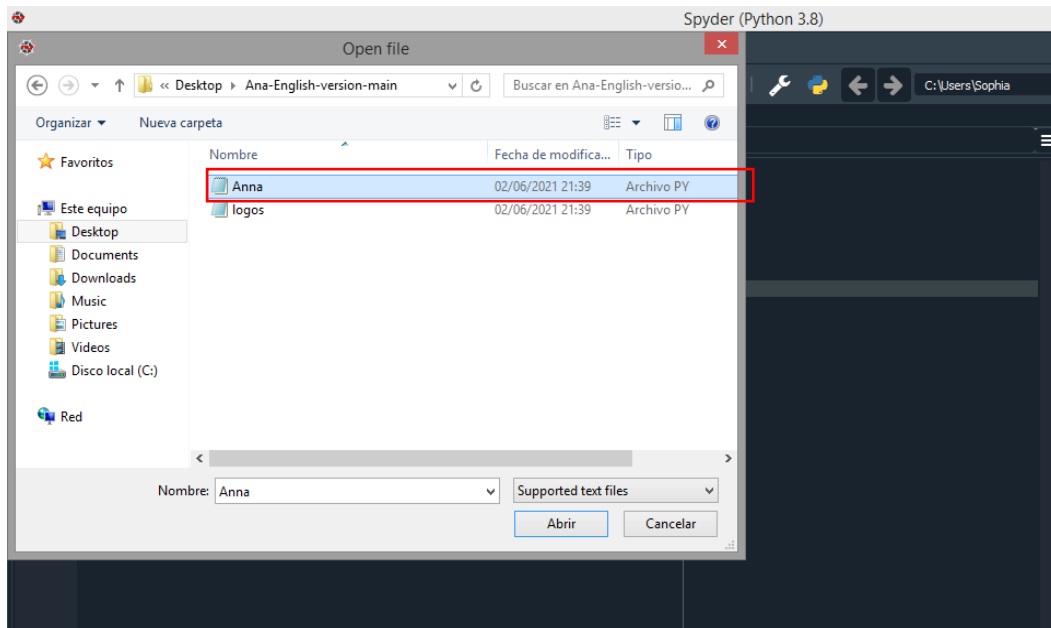 Spyder (Python 3.8)
Open file
« Desktop Ana-English-version-main
Buscar en Ana-English-versio...
C:\Users\Sophia
Organizar
Nueva carpeta
Nombre
Fecha de modifica...
Tipo
Favoritos
Anna 02/06/2021 21:39 Archivo PY
logos 02/06/2021 21:39 Archivo PY
Este equipo
Desktop
Documents
Downloads
Music
Pictures
Videos
Disco local (C:)
Red
Nombre: Anna
Supported text files
Abrir
Cancelar